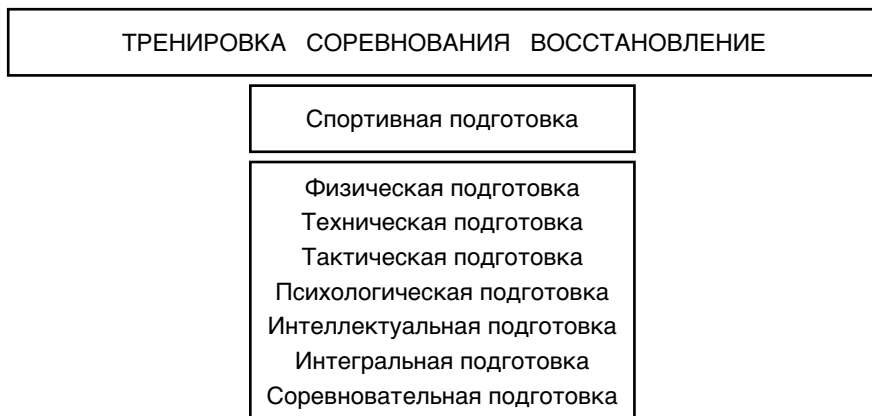 ТРЕНИРОВКА СОРЕВНОВАНИЯ ВОССТАНОВЛЕНИЕ
Спортивная подготовка
Физическая подготовка
Техническая подготовка
Тактическая подготовка
Психологическая подготовка
Интеллектуальная подготовка
Интегральная подготовка
Соревновательная подготовка